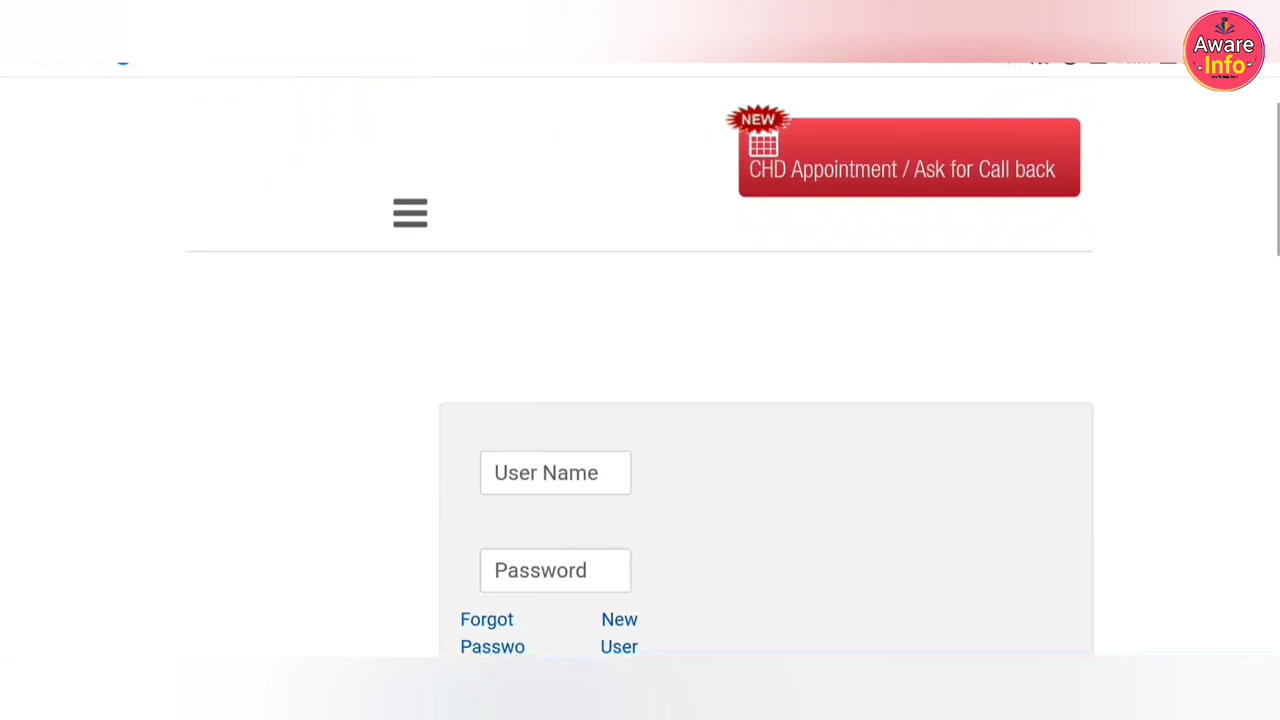 Aware
Info
NEW
CHD Appointment / Ask for Call back
User Name
Password
Forgot
Passwo
New
User